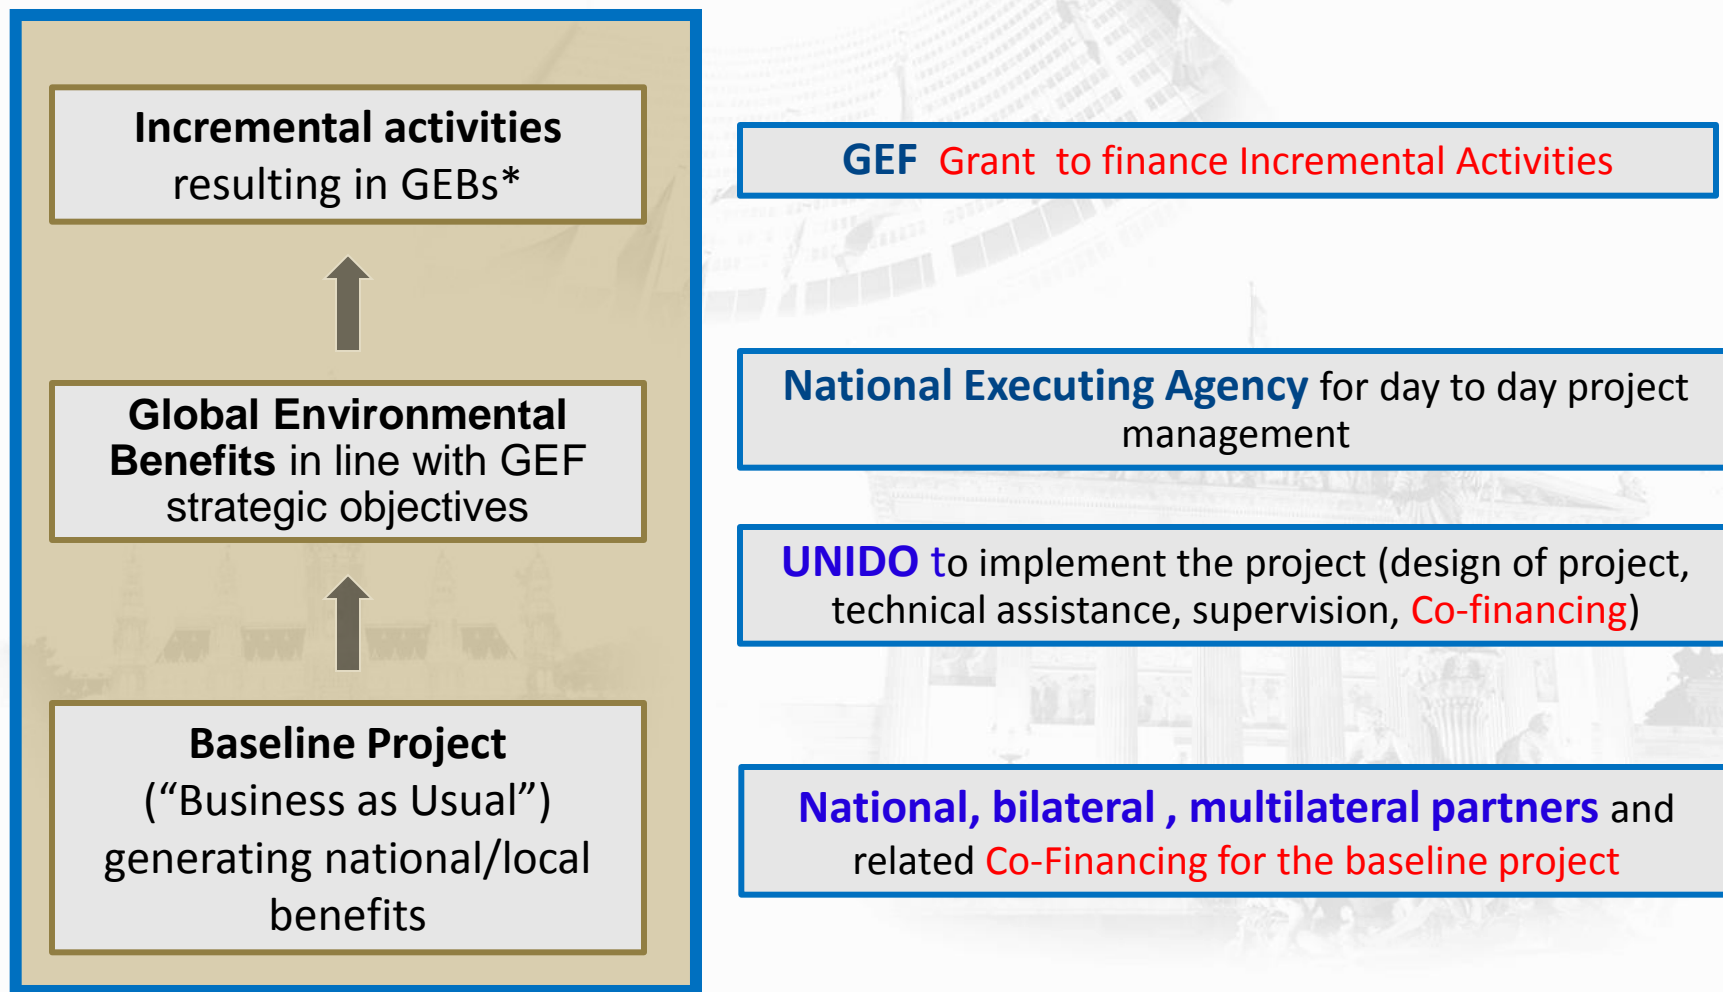 Incremental activities
resulting in GEBs*
Global Environmental
Benefits in line with GEF
strategic objectives
Baseline Project
(“Business as Usual”)
generating national/local
benefits
GEF Grant to finance Incremental Activities
National Executing Agency for day to day project
management
UNIDO to implement the project (design of project,
technical assistance, supervision, Co-financing)
National, bilateral , multilateral partners and
related Co-Financing for the baseline project